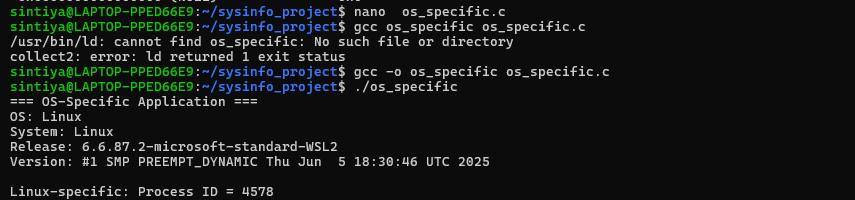 sintiya@LAPTOP-PPED66E9:~/sysinfo_project$ nano  os_specific.c
sintiya@LAPTOP-PPED66E9:~/sysinfo_project$ gcc os_specific os_specific.c
/usr/bin/ld: cannot find os_specific: No such file or directory
collect2: error: ld returned 1 exit status
sintiya@LAPTOP-PPED66E9:~/sysinfo_project$ gcc -o os_specific os_specific.c
sintiya@LAPTOP-PPED66E9:~/sysinfo_project$ ./os_specific
=== OS-Specific Application ===
OS: Linux
System: Linux
Release: 6.6.87.2-microsoft-standard-WSL2
Version: #1 SMP PREEMPT_DYNAMIC Thu Jun  5 18:30:46 UTC 2025

Linux-specific: Process ID = 4578